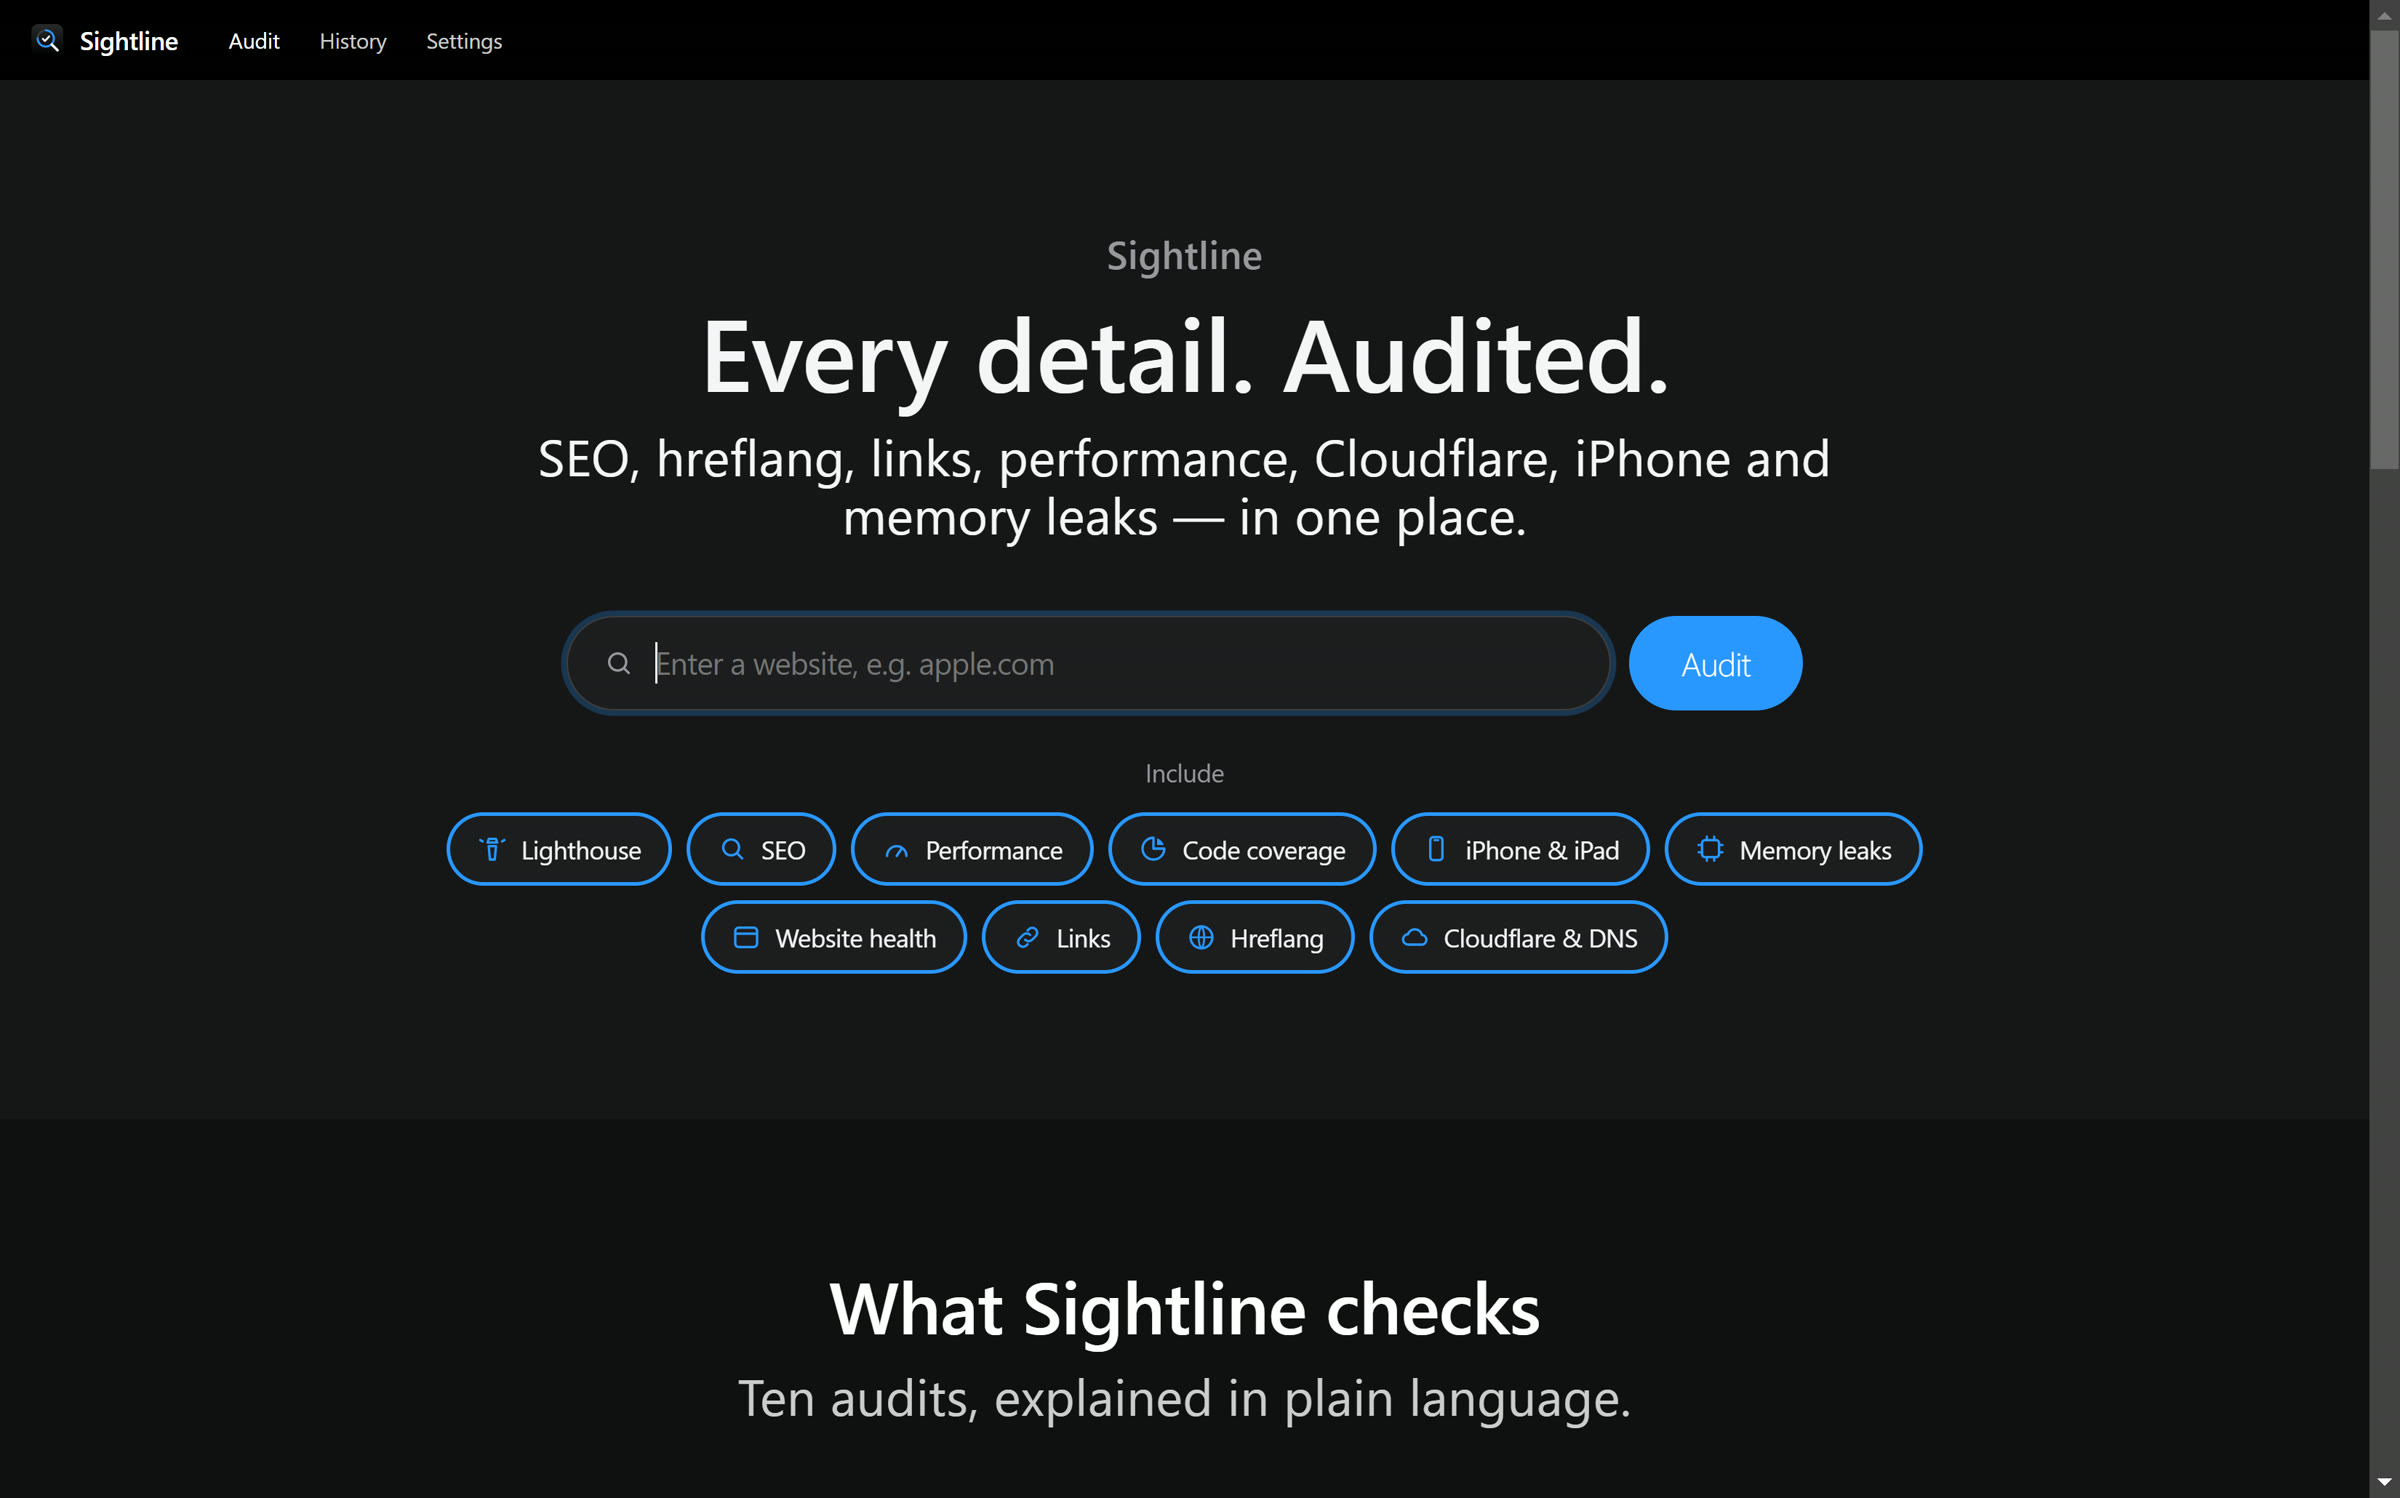 Sightline
Audit
History
Settings
Sightline
Every detail. Audited.
SEO, hreflang, links, performance, Cloudflare, iPhone and
memory leaks — in one place.
Enter a website, e.g. apple.com
Audit
Include
Lighthouse
SEO
Performance
Code coverage
iPhone & iPad
Memory leaks
Website health
Links
Hreflang
Cloudflare & DNS
What Sightline checks
Ten audits, explained in plain language.